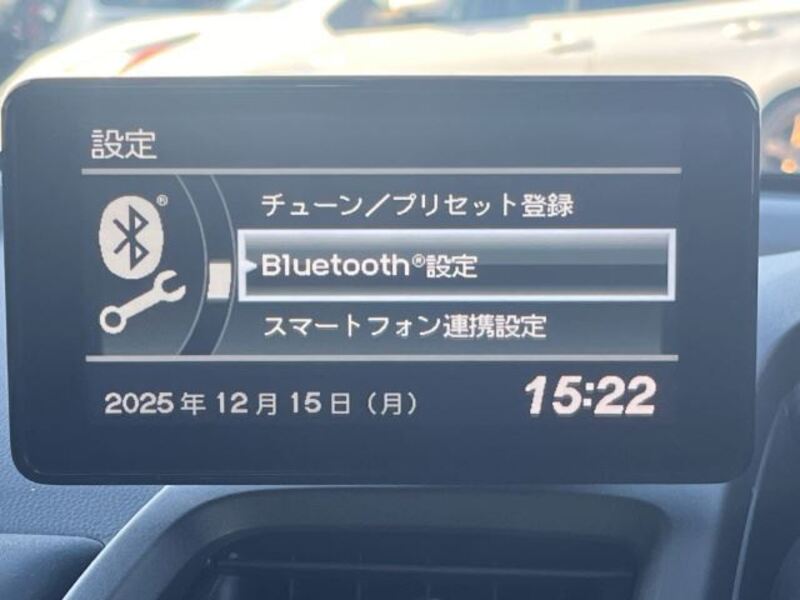 設定
チューン／プリセット登録
Bluetooth®設定
スマートフォン連携設定
2025年12月15日（月）
15:22